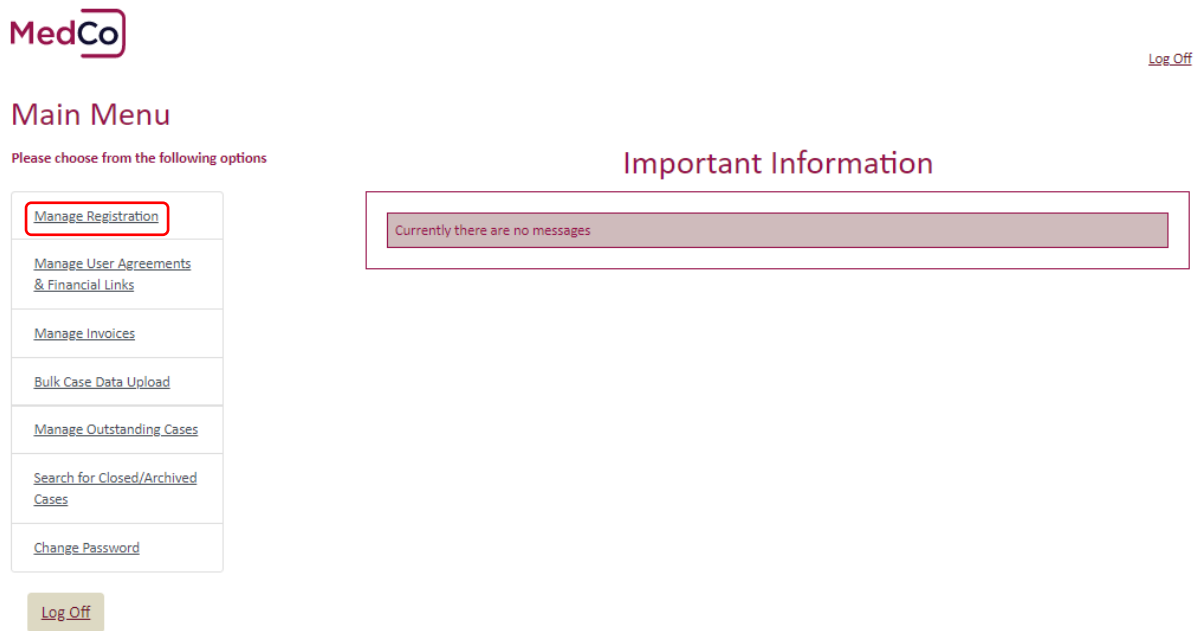 MedCo
Log Off
Main Menu
Please choose from the following options
Important Information
Manage Registration
Currently there are no messages
Manage User Agreements
& Financial Links
Manage Invoices
Bulk Case Data Upload
Manage Outstanding Cases
Search for Closed/Archived
Cases
Change Password
Log Off